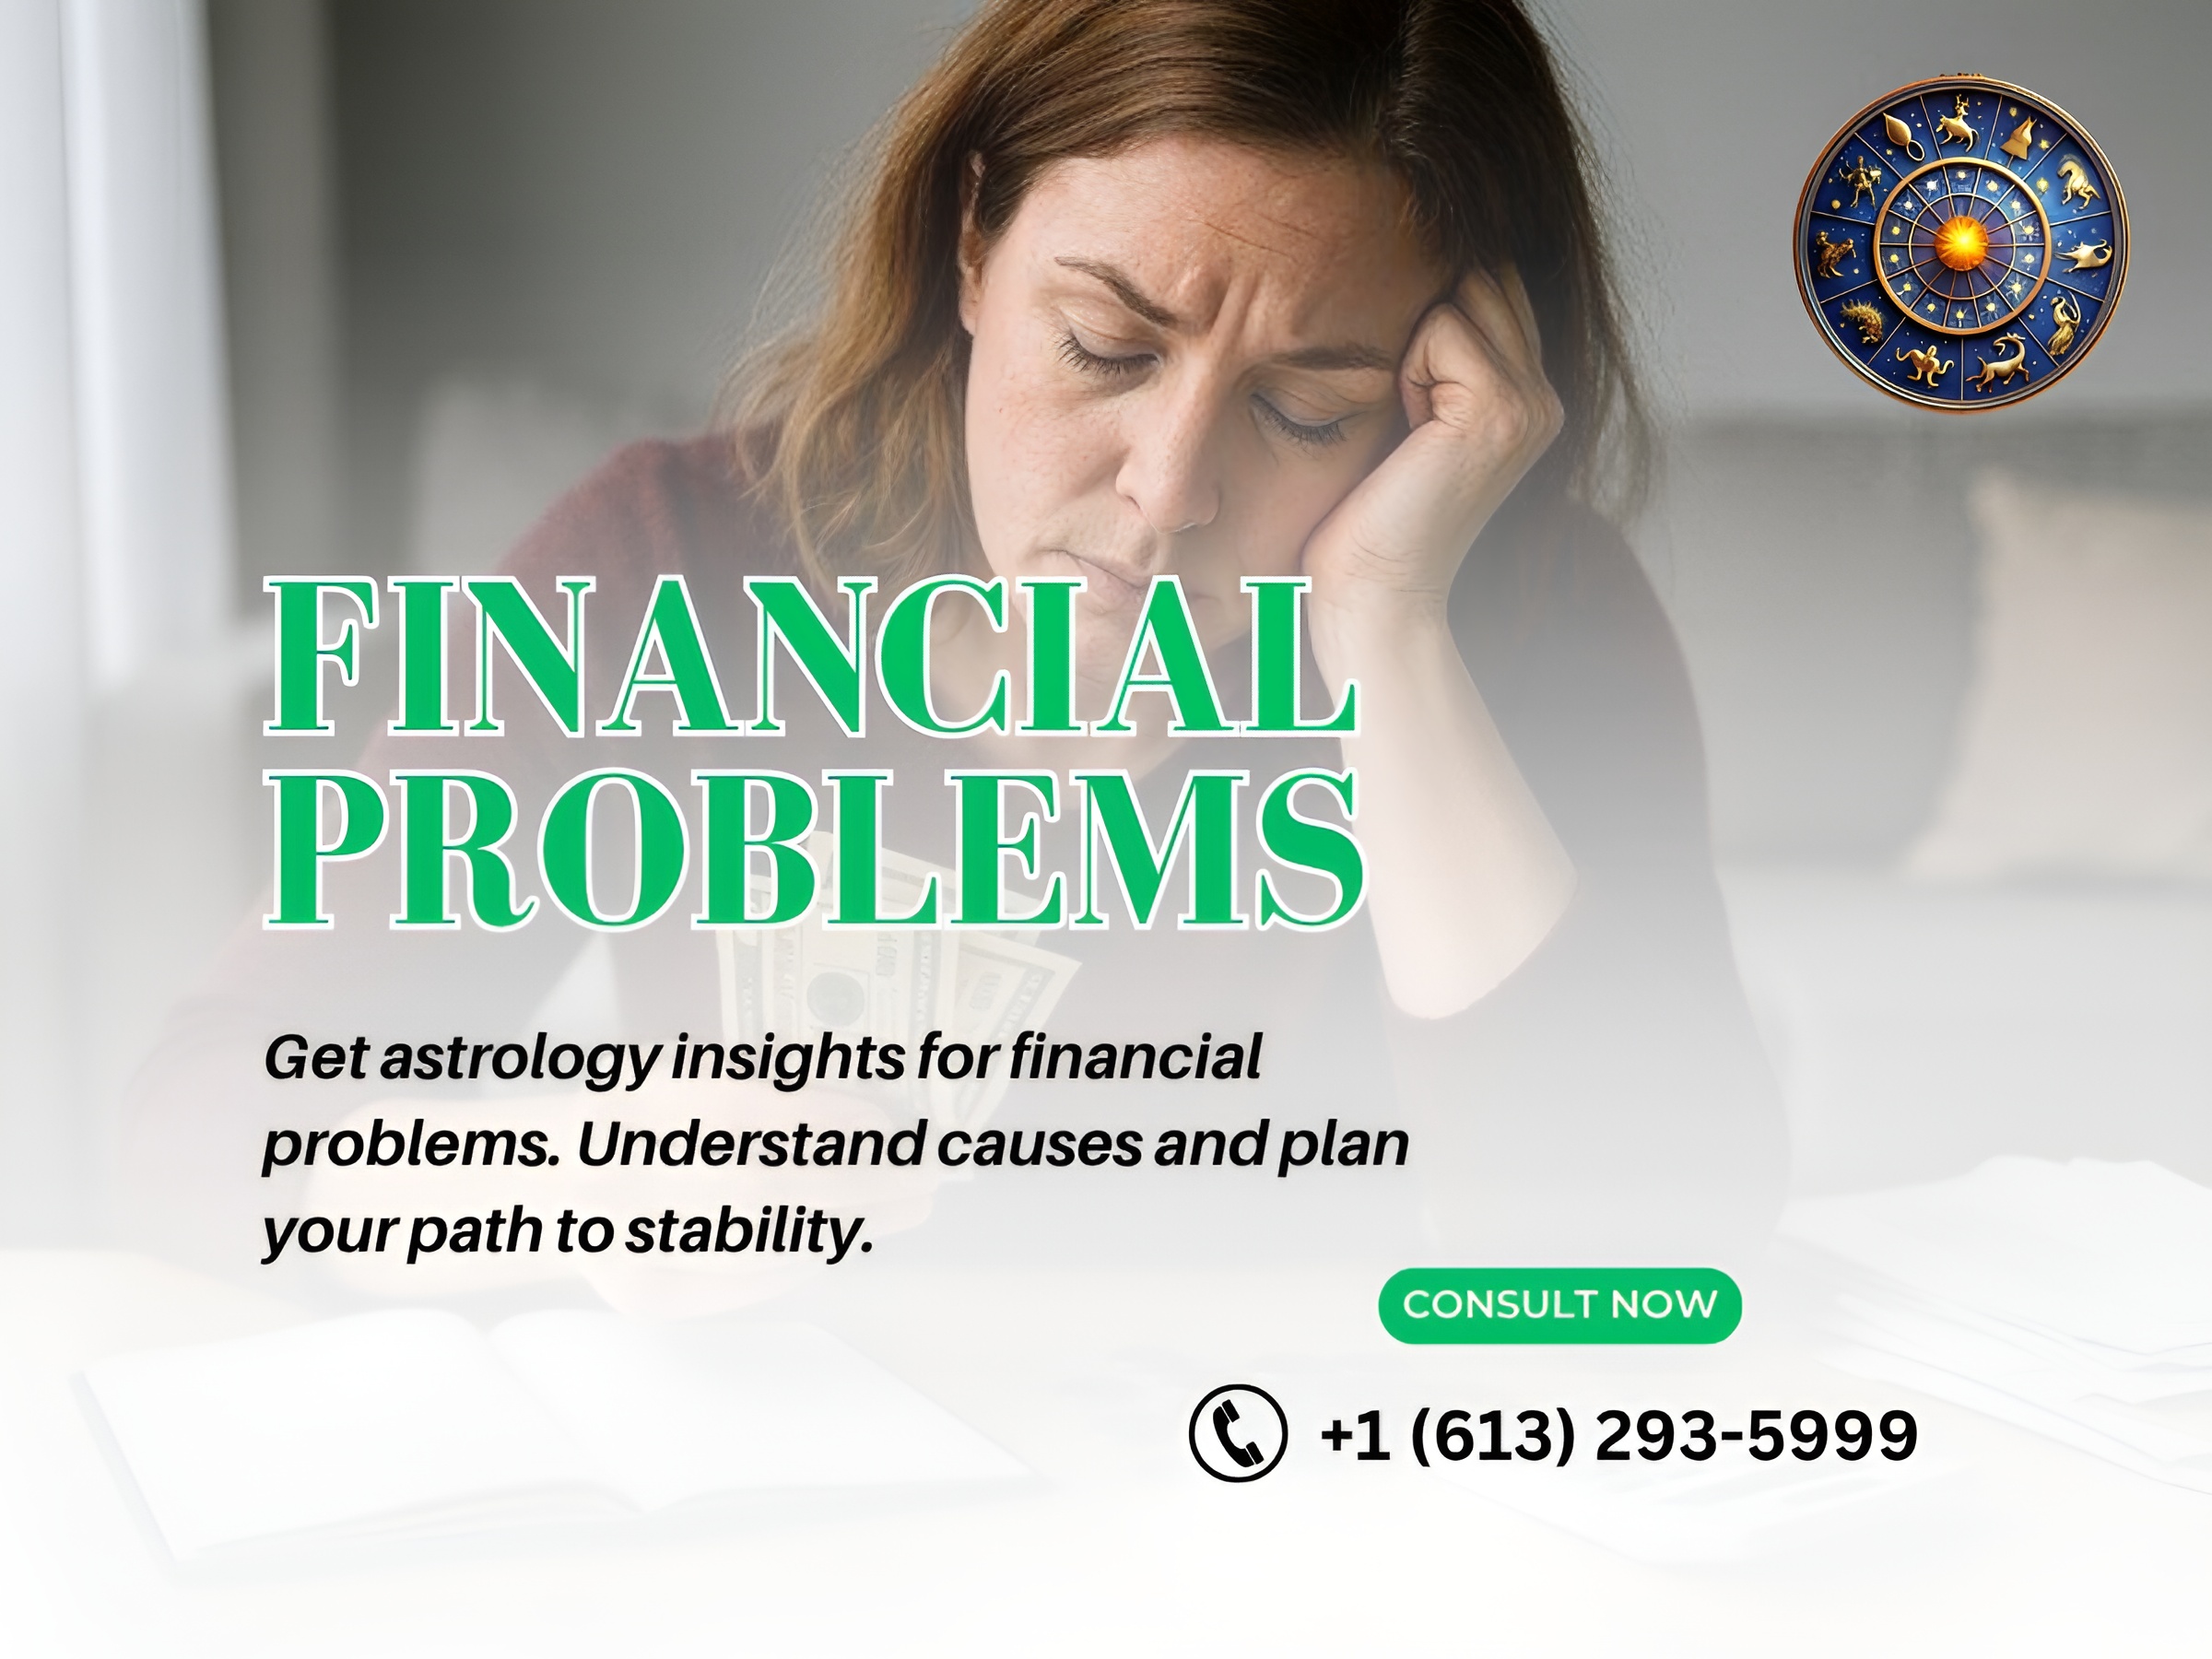 FINANCIAL
PROBLEMS
Get astrology insights for financial
problems. Understand causes and plan
your path to stability.
CONSULT NOW
+1 (613) 293-5999